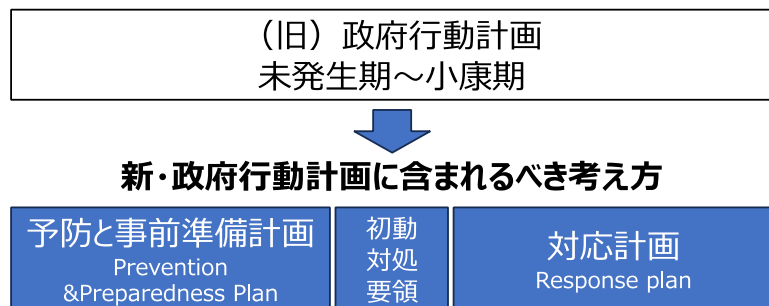 （旧）政府行動計画
未発生期～小康期
新・政府行動計画に含まれるべき考え方
予防と事前準備計画
Prevention
&Preparedness Plan
初動
対処
要領
対応計画
Response plan